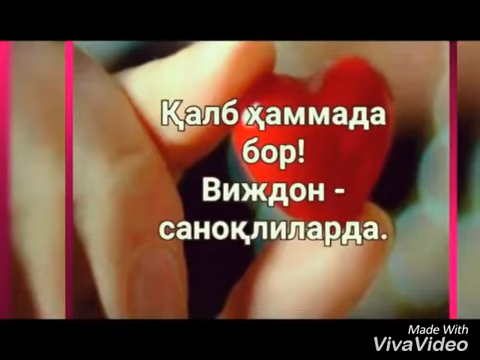 Қалб ҳаммада
бор!
Виждон -
саноқлиларда.
Made With
VivaVideo